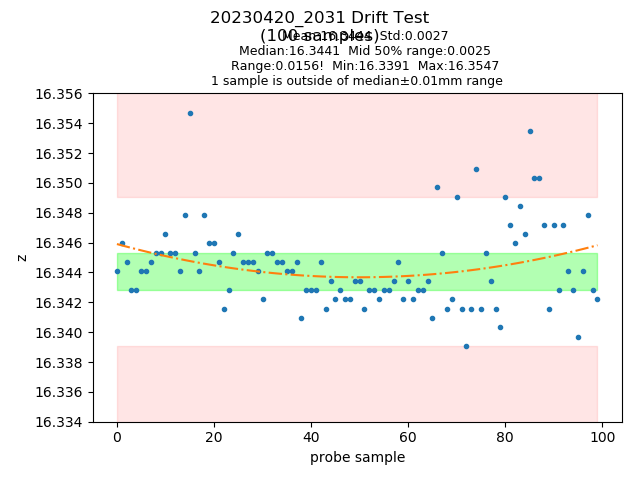 20230420_2031 Drift Test
(100 samples)
Mean:16.3444 Std:0.0027
Median:16.3441 Mid 50% range:0.0025
Range:0.0156! Min:16.3391 Max:16.3547
1 sample is outside of median±0.01mm range
16.356
16.354
16.352
16.350
16.348
16.346
16.344
16.342
16.340
16.338
16.336
16.334
z
0
20
40
60
80
100
probe sample